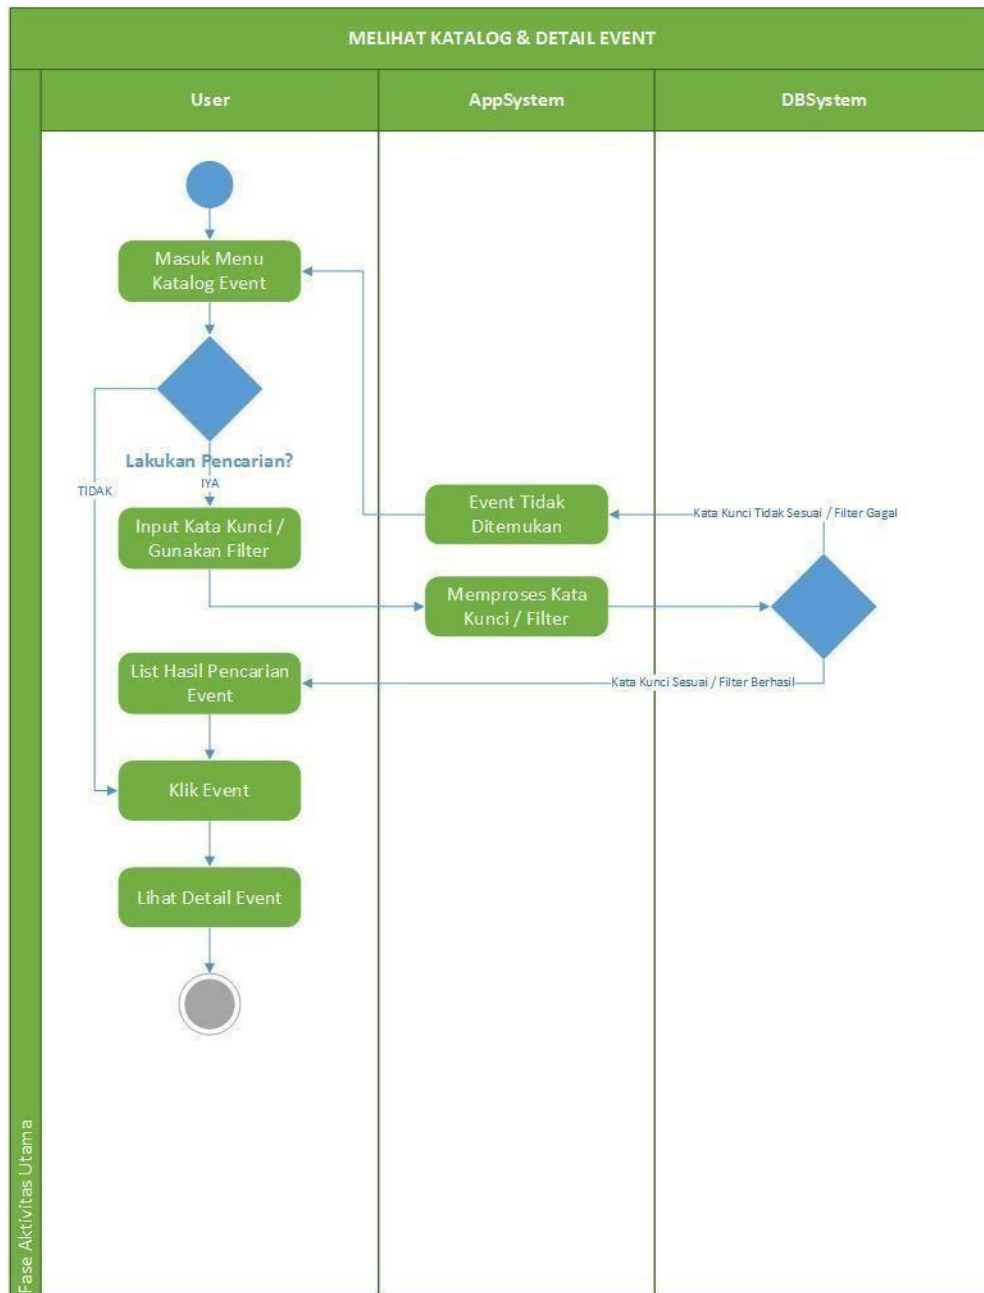 MELIHAT KATALOG & DETAIL EVENT
User
AppSystem
DBSystem
Masuk Menu
Katalog Event
Lakukan Pencarian?
TIDAK
IYA
Input Kata Kunci /
Gunakan Filter
Event Tidak
Ditemukan
Kata Kunci Tidak Sesuai / Filter Gagal
Memproses Kata
Kunci / Filter
List Hasil Pencarian
Event
Kata Kunci Sesuai / Filter Berhasil
Klik Event
Lihat Detail Event
Fase Aktivitas Utama